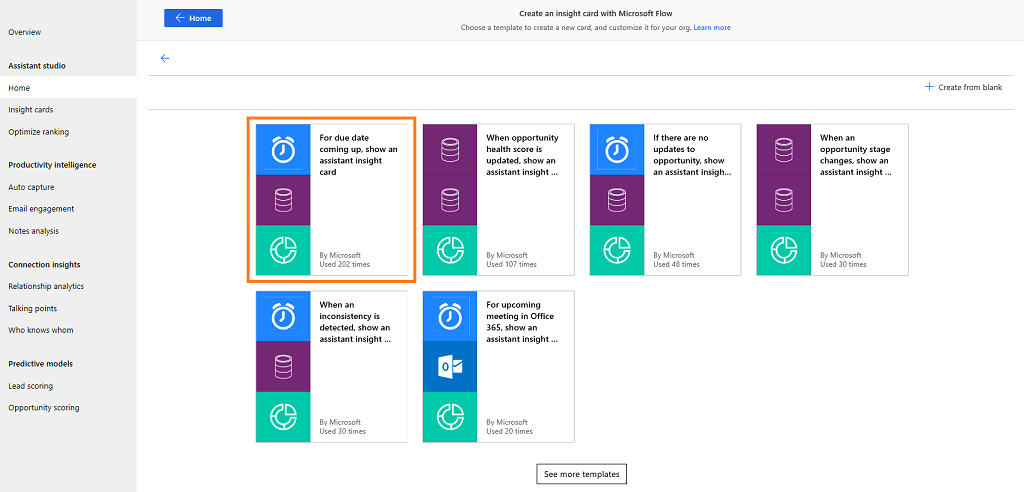 Overview
Assistant studio
Home
Insight cards
Optimize ranking
Productivity intelligence
Auto capture
Email engagement
Notes analysis
Connection insights
Relationship analytics
Talking points
Who knows whom
Predictive models
Lead scoring
Opportunity scoring
Home
Create an insight card with Microsoft Flow
Choose a template to create a new card, and customize it for your org. Learn more
Create from blank
For due date
coming up, show an
assistant insight
card
By Microsoft
Used 202 times
When opportunity
health score is
updated, show an
assistant insight ...
By Microsoft
Used 107 times
If there are no
updates to
opportunity, show
an assistant insigh...
By Microsoft
Used 48 times
When an
opportunity stage
changes, show an
assistant insight ...
By Microsoft
Used 30 times
When an
inconsistency is
detected, show an
assistant insight ...
By Microsoft
Used 30 times
For upcoming
meeting in Office
365, show an
assistant insight ...
By Microsoft
Used 20 times
See more templates